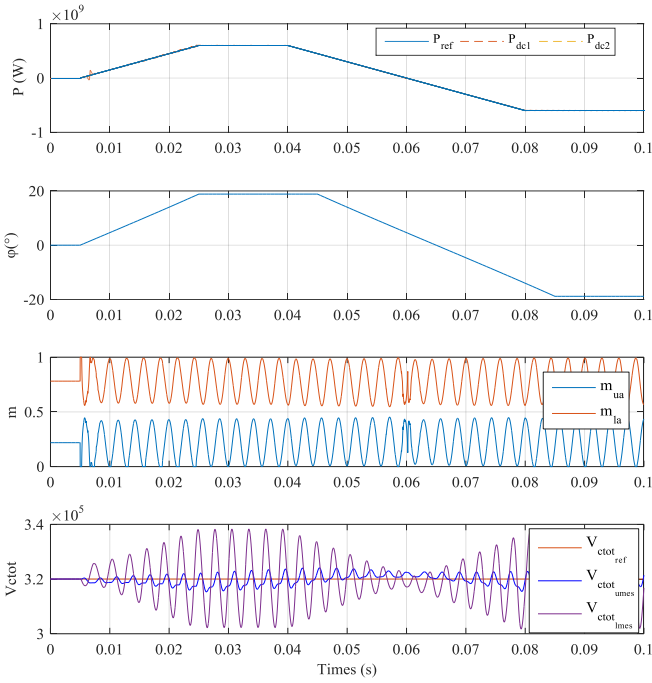 ×10⁹
1
0
-1
P (W)
P_ref P_dc1 P_dc2
0 0.01 0.02 0.03 0.04 0.05 0.06 0.07 0.08 0.09 0.1
20
0
-20
φ(°)
0 0.01 0.02 0.03 0.04 0.05 0.06 0.07 0.08 0.09 0.1
1
0.5
0
m
m_ua
m_la
0 0.01 0.02 0.03 0.04 0.05 0.06 0.07 0.08 0.09 0.1
×10⁵
3.4
3.2
3
Vctot
V_ctot_ref
V_ctot_umes
V_ctot_lmes
0 0.01 0.02 0.03 0.04 0.05 0.06 0.07 0.08 0.09 0.1
Times (s)